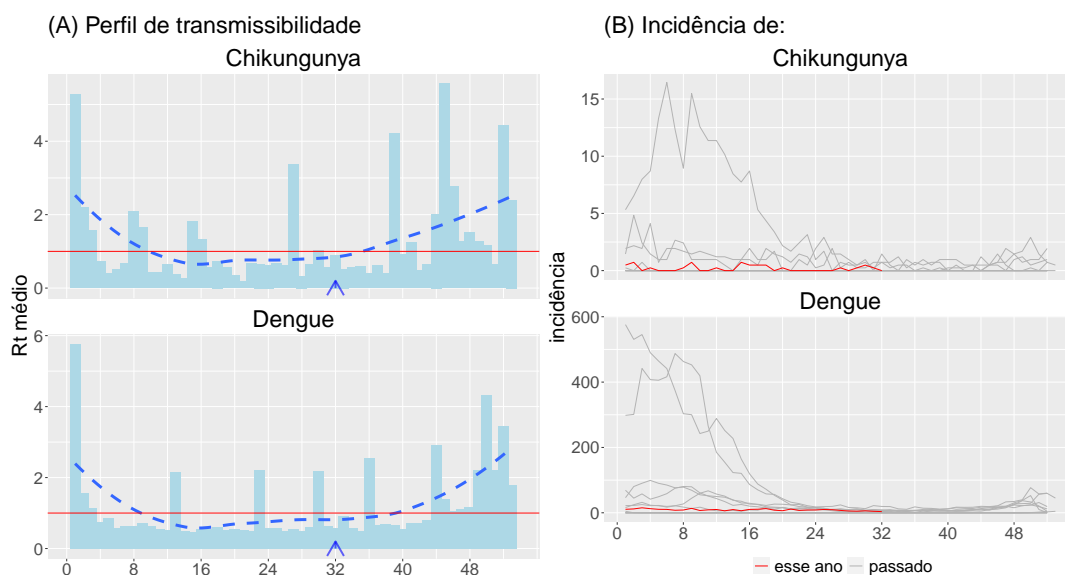 (A) Perfil de transmissibilidade
Chikungunya
4
2
0
Dengue
6
4
2
0
0 8 16 24 32 40 48
Rt médio
(B) Incidência de:
Chikungunya
15
10
5
0
Dengue
600
400
200
0
0 8 16 24 32 40 48
incidência
esse ano passado